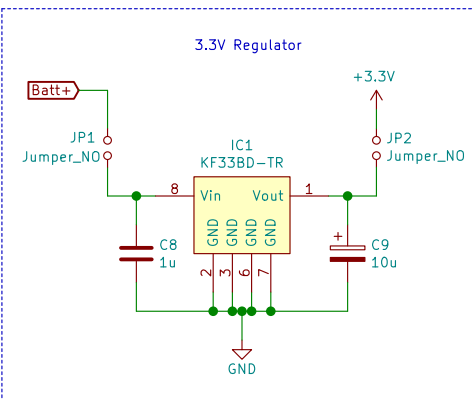 3.3V Regulator
Batt+
+3.3V
JP1
Jumper_NO
JP2
Jumper_NO
IC1
KF33BD-TR
8
Vin
Vout
1
GND
GND
GND
GND
2
3
6
7
C8
1u
+
C9
10u
GND